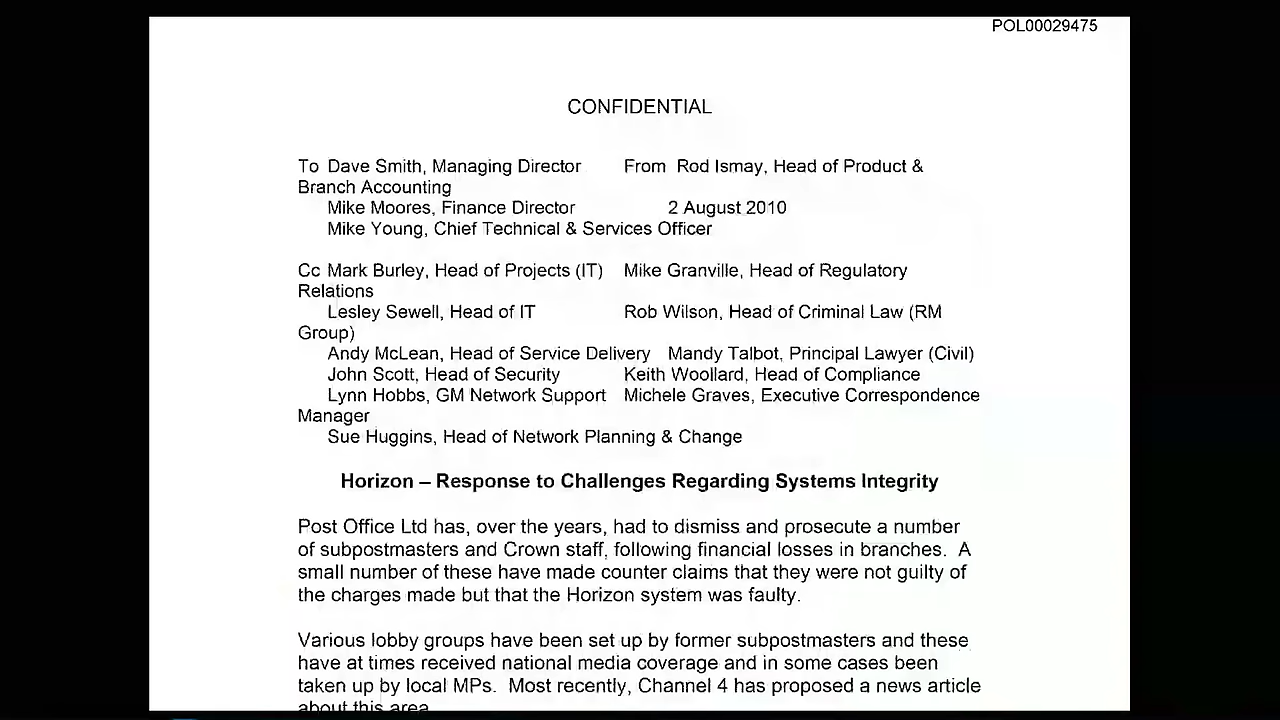 POL00029475
CONFIDENTIAL
To Dave Smith, Managing Director From Rod Ismay, Head of Product &
Branch Accounting
Mike Moores, Finance Director 2 August 2010
Mike Young, Chief Technical & Services Officer
Cc Mark Burley, Head of Projects (IT) Mike Granville, Head of Regulatory
Relations
Lesley Sewell, Head of IT Rob Wilson, Head of Criminal Law (RM
Group)
Andy McLean, Head of Service Delivery Mandy Talbot, Principal Lawyer (Civil)
John Scott, Head of Security Keith Woollard, Head of Compliance
Lynn Hobbs, GM Network Support Michele Graves, Executive Correspondence
Manager
Sue Huggins, Head of Network Planning & Change
Horizon – Response to Challenges Regarding Systems Integrity
Post Office Ltd has, over the years, had to dismiss and prosecute a number
of subpostmasters and Crown staff, following financial losses in branches. A
small number of these have made counter claims that they were not guilty of
the charges made but that the Horizon system was faulty.
Various lobby groups have been set up by former subpostmasters and these
have at times received national media coverage and in some cases been
taken up by local MPs. Most recently, Channel 4 has proposed a news article
about this area